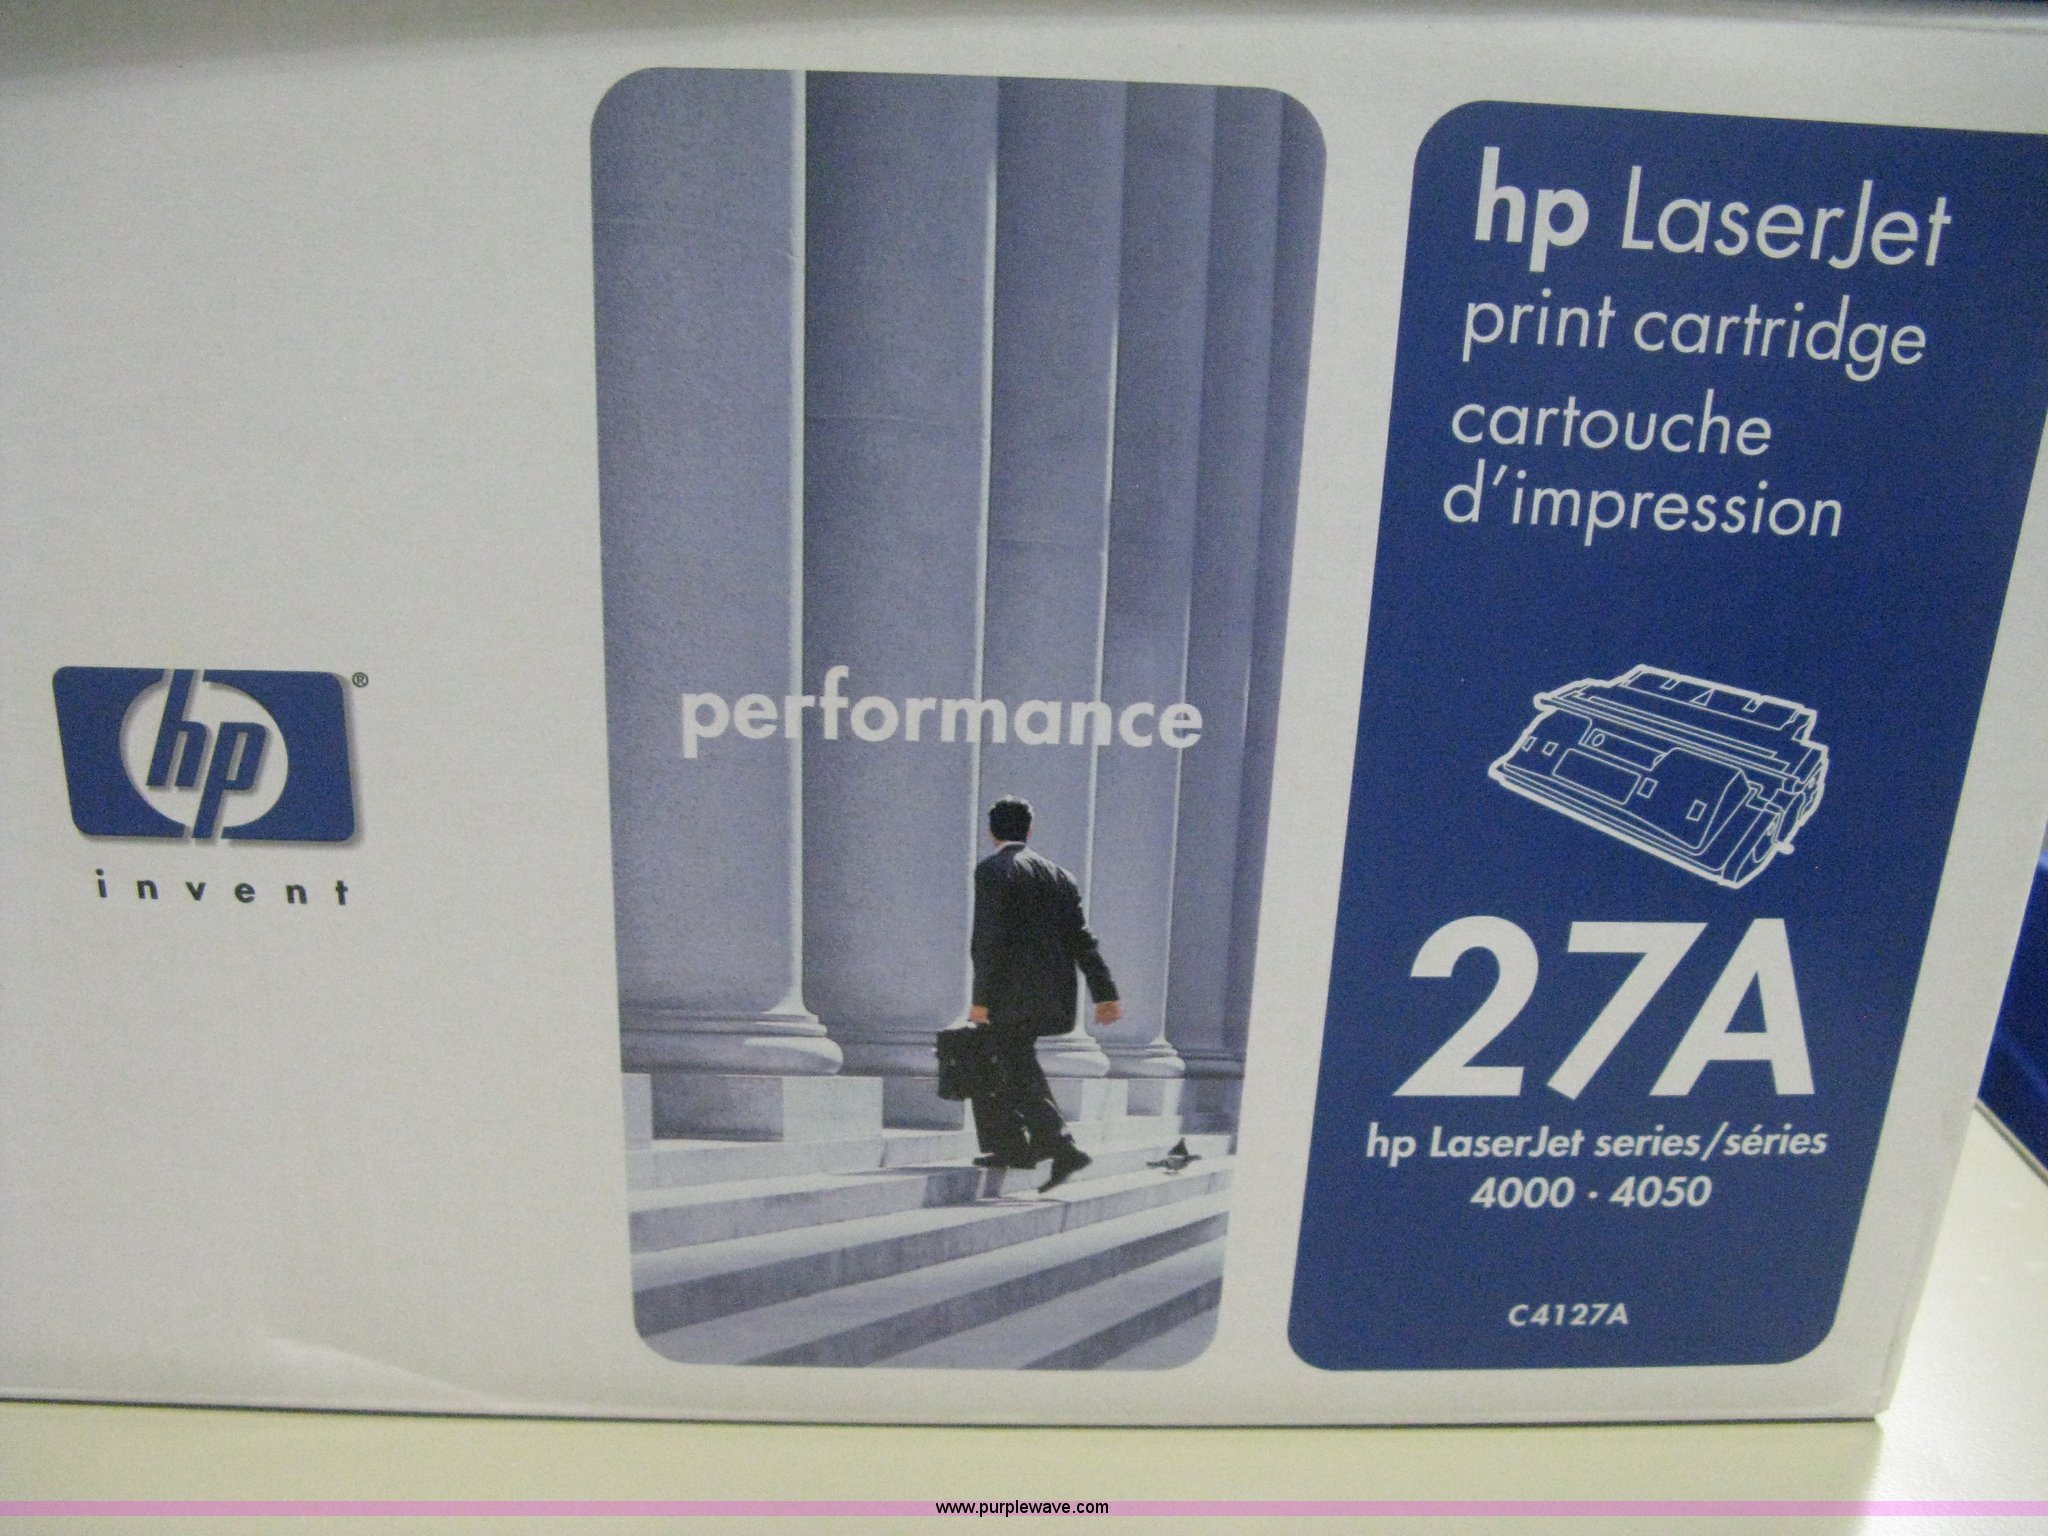 hp®
invent
performance
hp LaserJet
print cartridge
cartouche
d'impression
27A
hp LaserJet series/séries
4000 · 4050
C4127A
www.purplewave.com